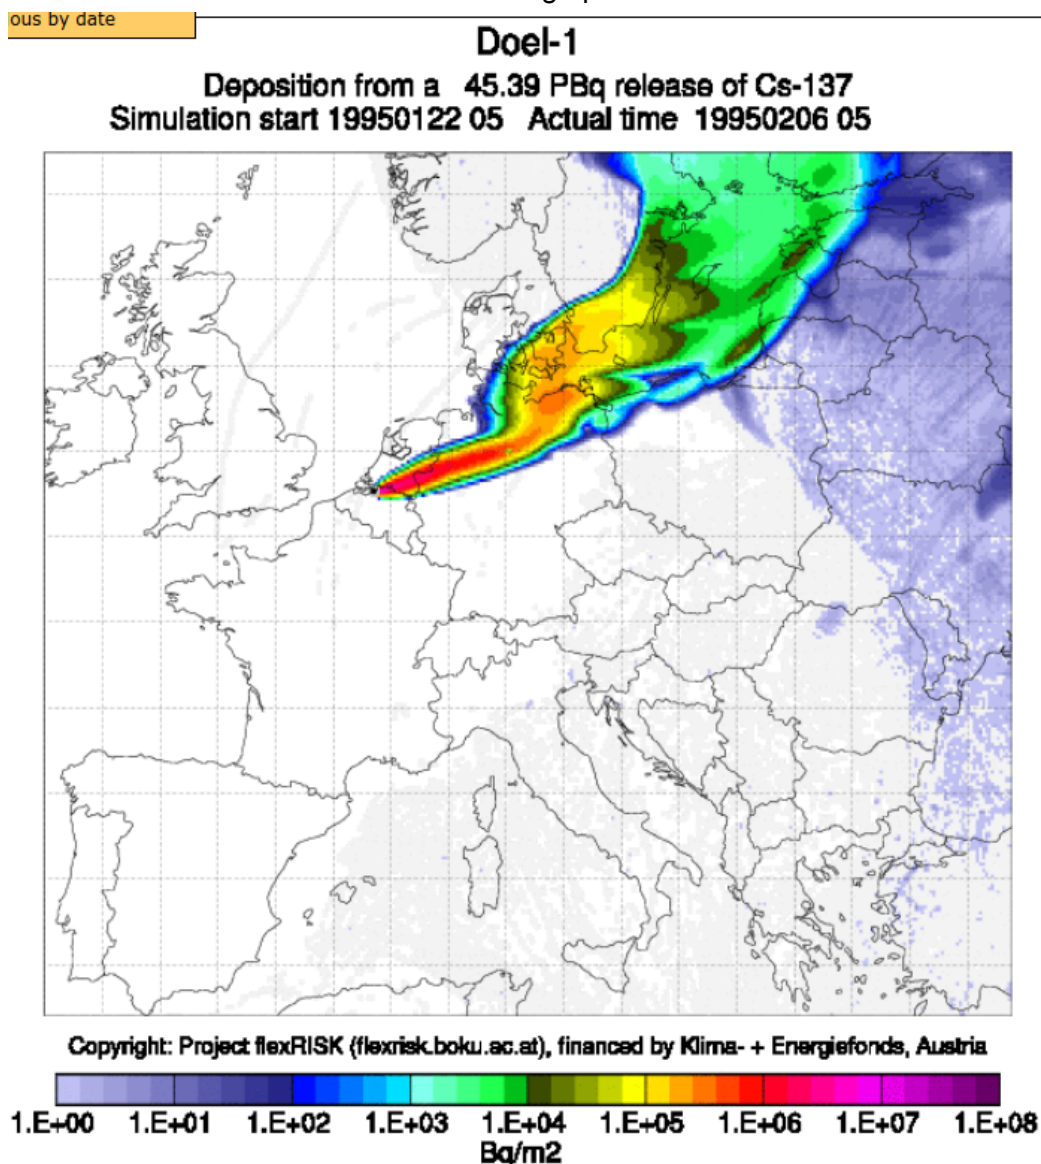 ous by date
Doel-1
Deposition from a 45.39 PBq release of Cs-137
Simulation start 19950122 05 Actual time 19950206 05
Copyright: Project flexRISK (flexrisk.boku.ac.at), financed by Klima- + Energiefonds, Austria
1.E+00 1.E+01 1.E+02 1.E+03 1.E+04 1.E+05 1.E+06 1.E+07 1.E+08
Bq/m2